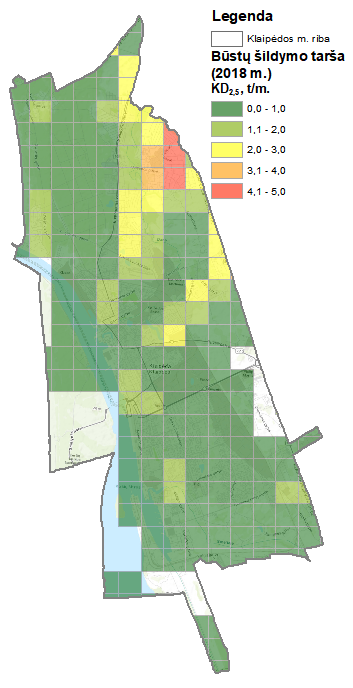 Legenda
Klaipėdos m. riba
Būstų šildymo tarša
(2018 m.)
KD2,5, t/m.
0,0 - 1,0
1,1 - 2,0
2,0 - 3,0
3,1 - 4,0
4,1 - 5,0